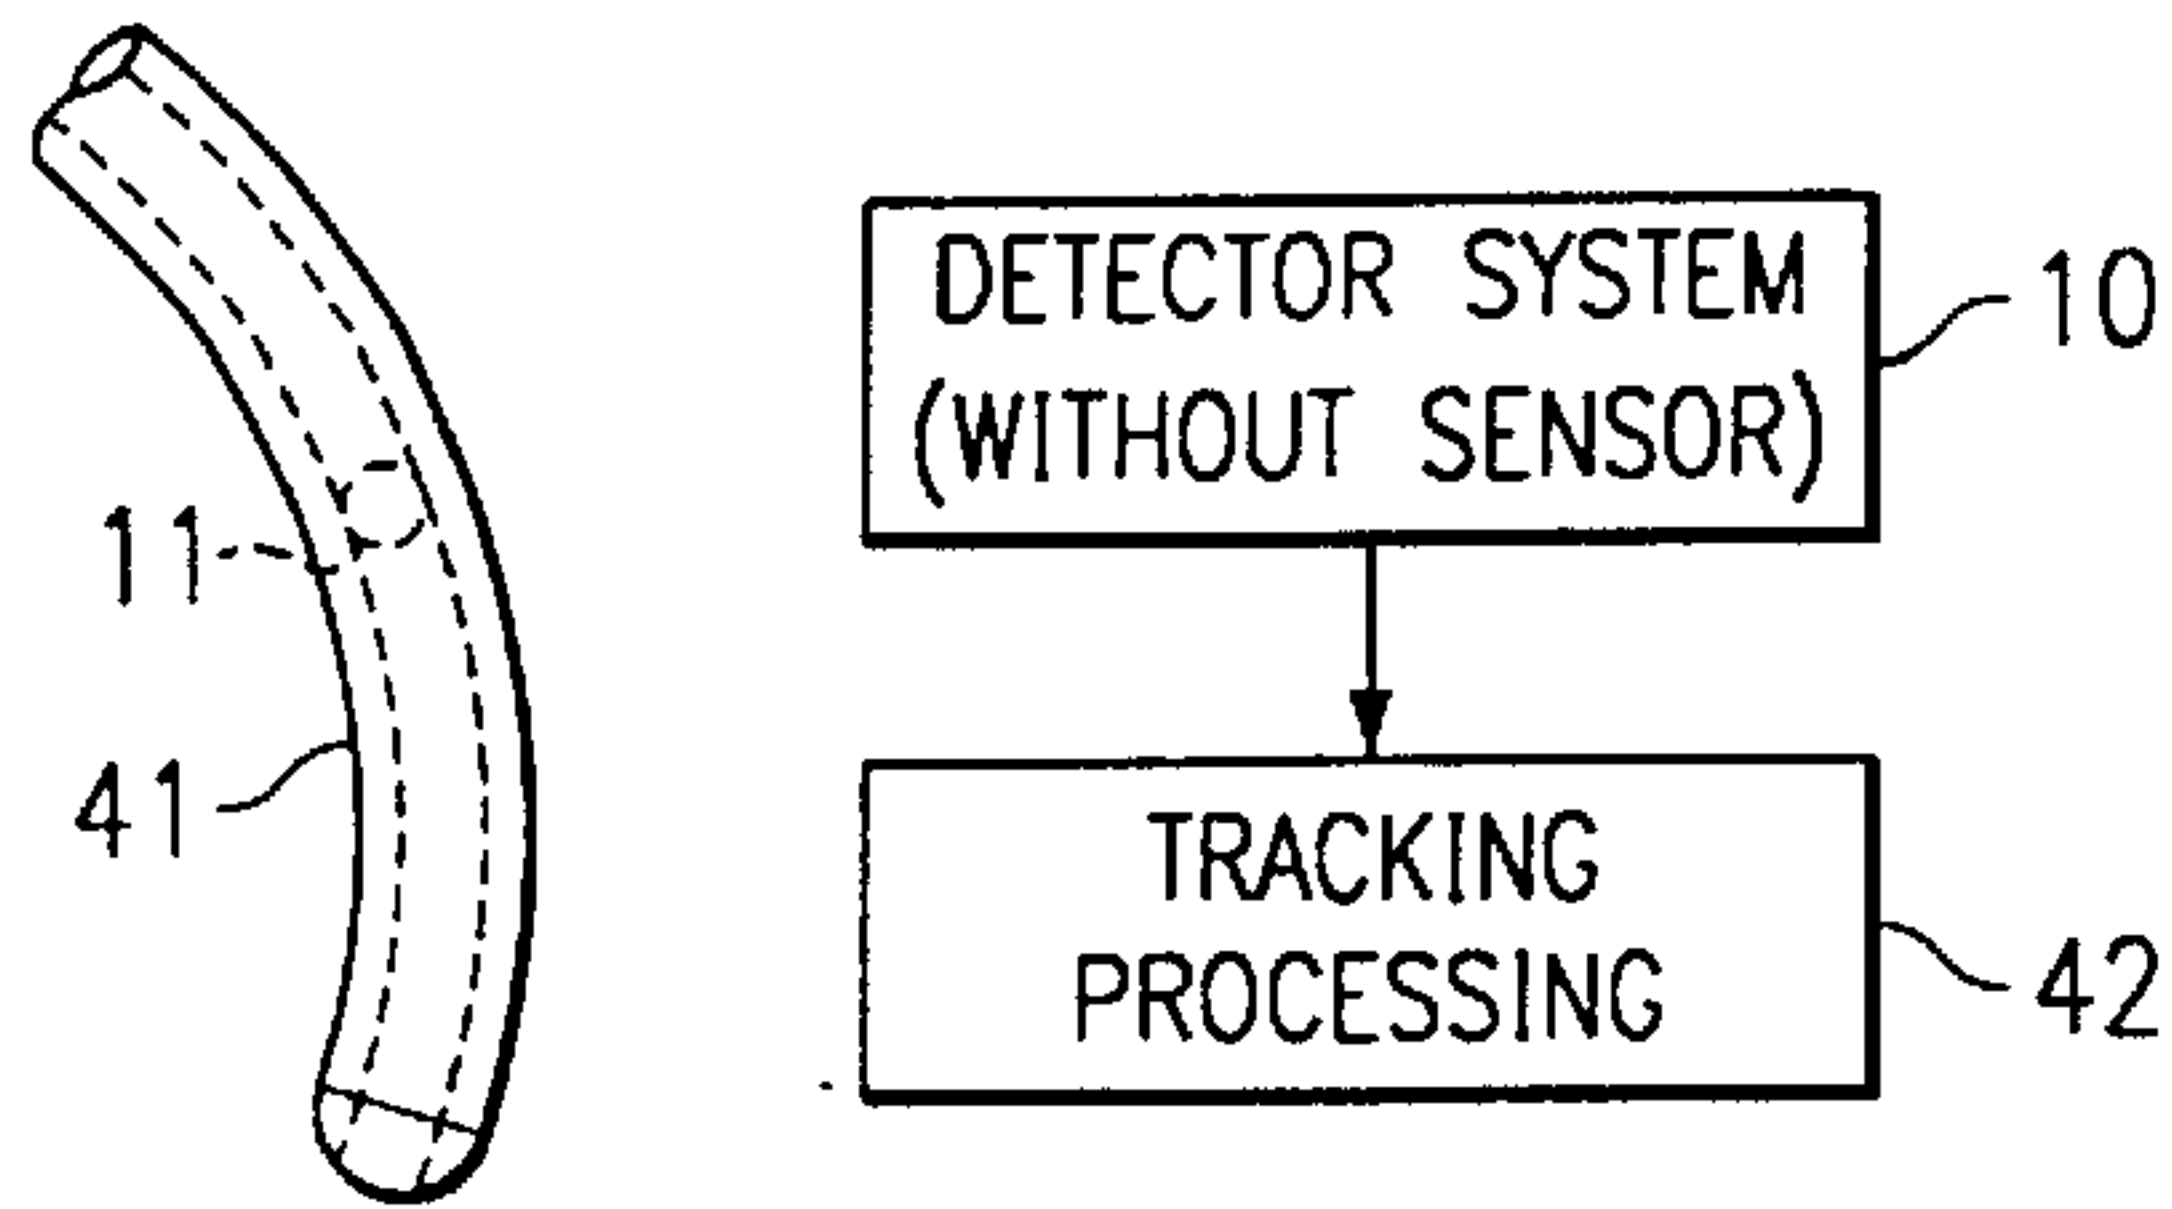 DETECTOR SYSTEM
(WITHOUT SENSOR)
10
11
41
TRACKING
PROCESSING
42